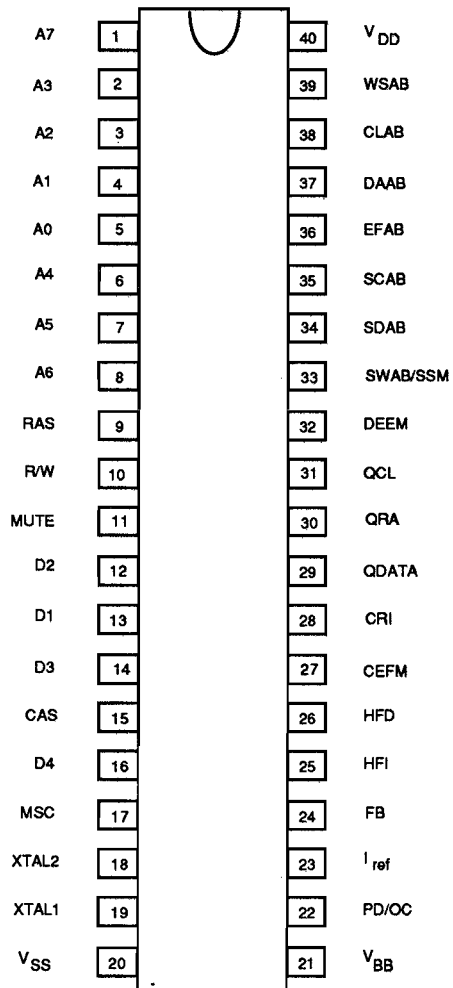 A7 1 40 VDD
A3 2 39 WSAB
A2 3 38 CLAB
A1 4 37 DAAB
A0 5 36 EFAB
A4 6 35 SCAB
A5 7 34 SDAB
A6 8 33 SWAB/SSM
RAS 9 32 DEEM
R/W 10 31 QCL
MUTE 11 30 QRA
D2 12 29 QDATA
D1 13 28 CRI
D3 14 27 CEFM
CAS 15 26 HFD
D4 16 25 HFI
MSC 17 24 FB
XTAL2 18 23 Iref
XTAL1 19 22 PD/OC
VSS 20 21 VBB